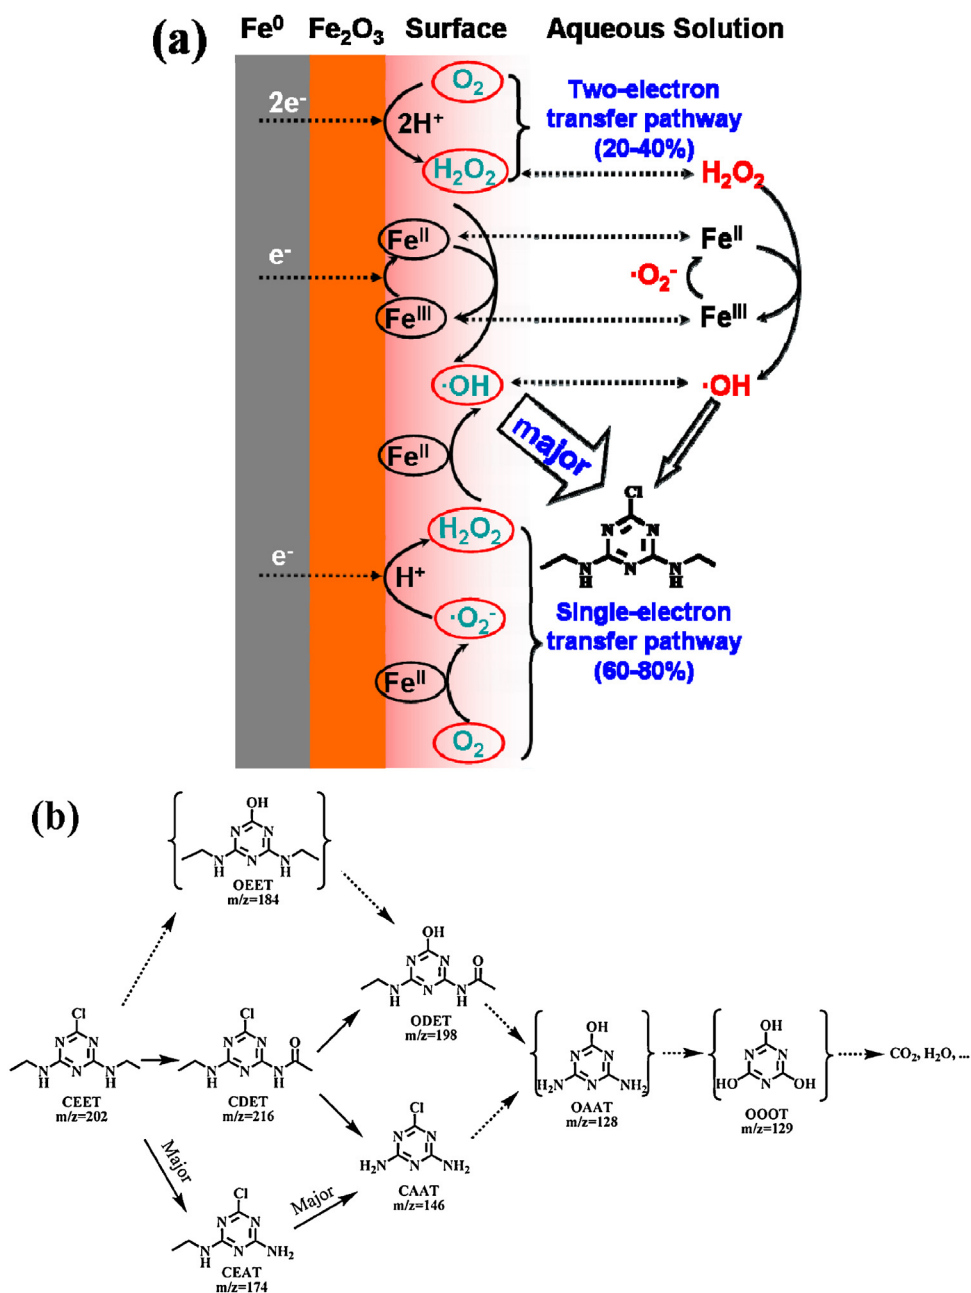 (a) Fe⁰ Fe₂O₃ Surface Aqueous Solution
O₂
2e⁻
2H⁺
Two-electron
transfer pathway
(20-40%)
H₂O₂ H₂O₂
Feᴵᴵ Feᴵᴵ
e⁻
·O₂⁻
Feᴵᴵᴵ Feᴵᴵᴵ
·OH ·OH
major
Feᴵᴵ
Cl
N N
N
N
H
N
H
H₂O₂
e⁻
H⁺
·O₂⁻
Single-electron
transfer pathway
(60-80%)
Feᴵᴵ
O₂
(b)
OH
N N
N
N
H
N
H
OEET
m/z=184
OH
O
N N
N
N
H
N
H
ODET
m/z=198
Cl
N N
N
N
H
N
H
CEET
m/z=202
Cl
O
N N
N
N
H
N
H
CDET
m/z=216
OH
N N
N
H₂N NH₂
OAAT
m/z=128
OH
N N
N
HO OH
OOOT
m/z=129
CO₂, H₂O, ...
Major
Cl
N N
N
H₂N NH₂
CAAT
m/z=146
Major
Cl
N N
N
N
H
NH₂
CEAT
m/z=174